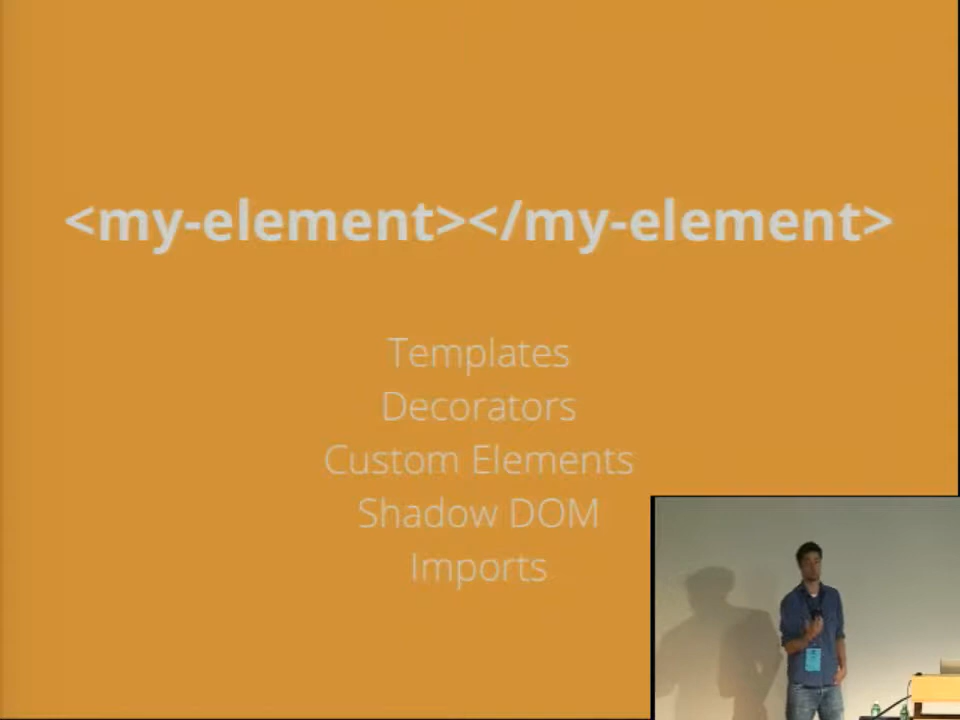 <my-element></my-element>
Templates
Decorators
Custom Elements
Shadow DOM
Imports